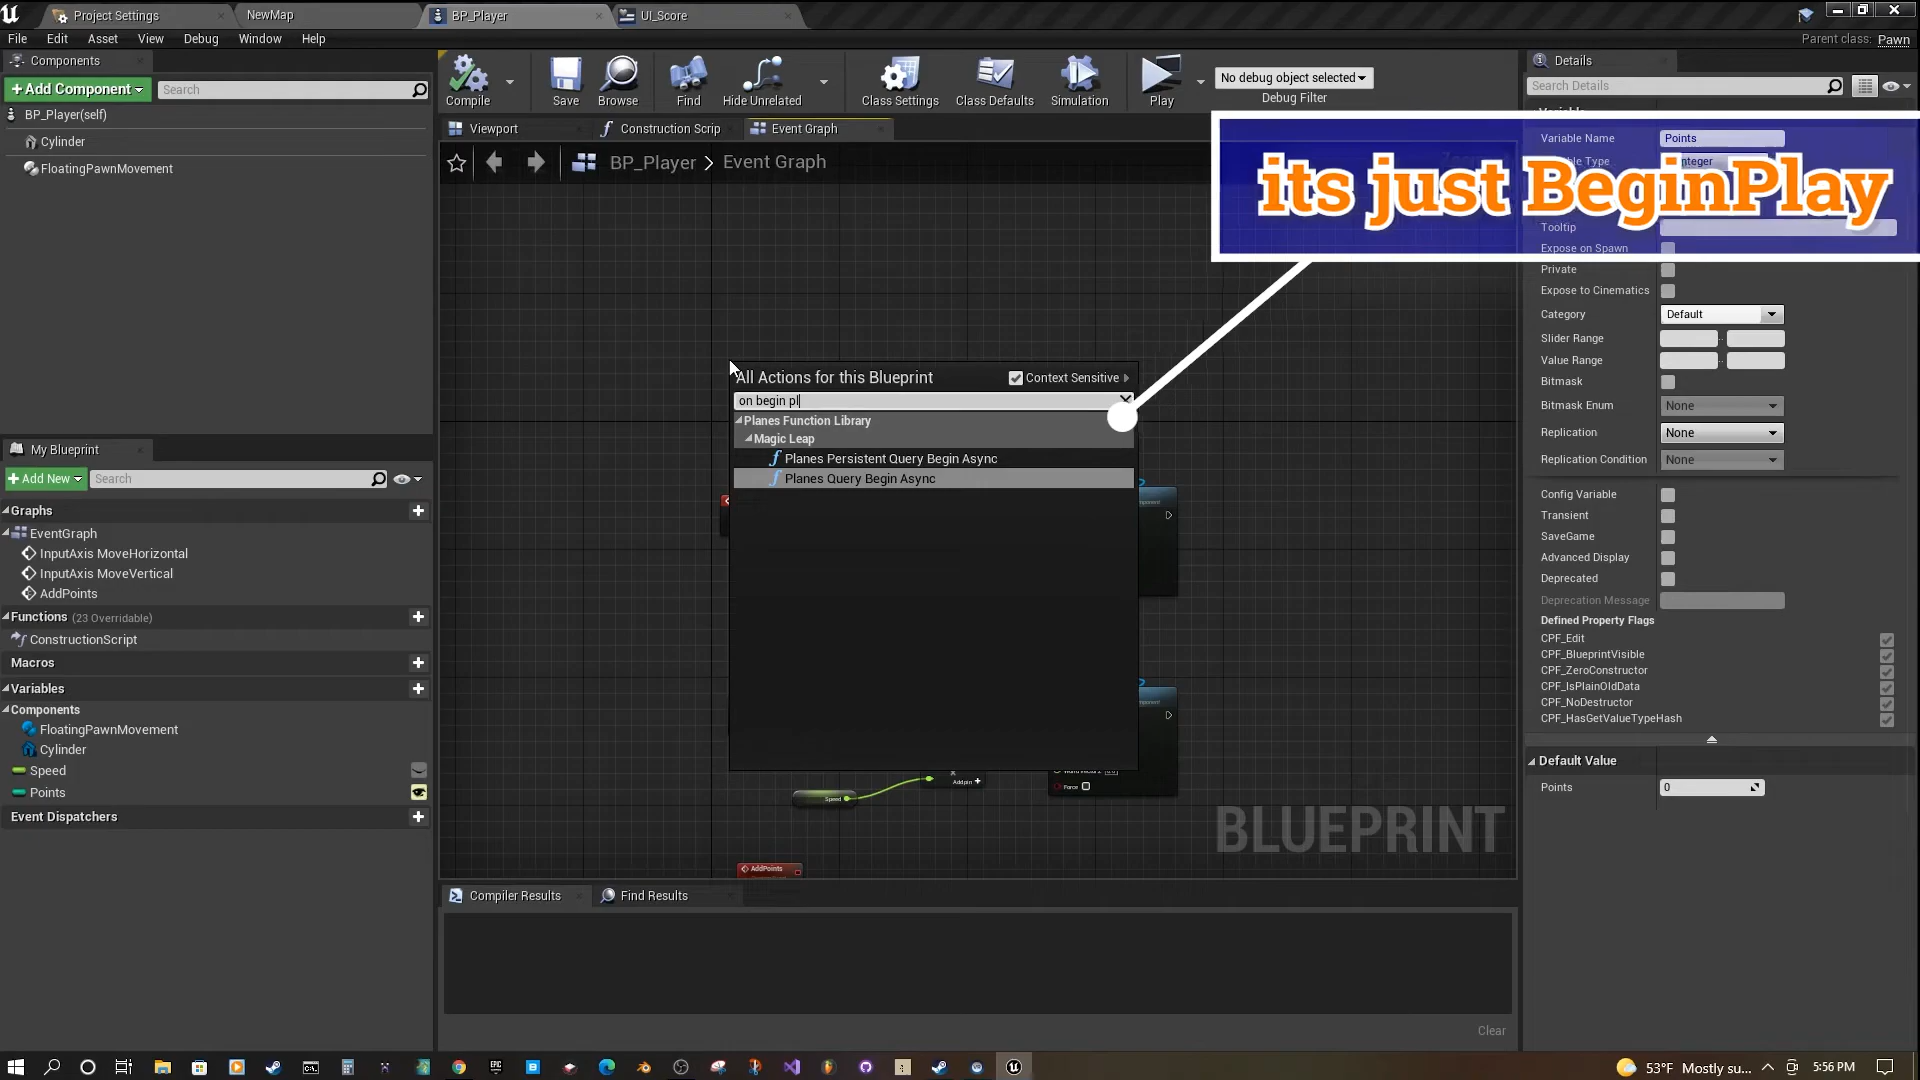 Project Settings
NewMap
BP_Player
UI_Score
File Edit Asset View Debug Window Help
Parent class: Pawn
Components
+Add Component
Search
BP_Player(self)
Cylinder
FloatingPawnMovement
Compile
Save
Browse
Find
Hide Unrelated
Class Settings
Class Defaults
Simulation
Play
No debug object selected
Debug Filter
Viewport
Construction Scrip
Event Graph
BP_Player > Event Graph
its just BeginPlay
All Actions for this Blueprint
Context Sensitive
on begin pl
Planes Function Library
Magic Leap
Planes Persistent Query Begin Async
Planes Query Begin Async
Speed
Add pin +
Force
AddPoints
BLUEPRINT
My Blueprint
+Add New
Search
Graphs
EventGraph
InputAxis MoveHorizontal
InputAxis MoveVertical
AddPoints
Functions (23 Overridable)
ConstructionScript
Macros
Variables
Components
FloatingPawnMovement
Cylinder
Speed
Points
Event Dispatchers
Compiler Results
Find Results
Clear
Details
Search Details
Variable Name
Points
Type
Tooltip
Expose on Spawn
Private
Expose to Cinematics
Category
Default
Slider Range
Value Range
Bitmask
Bitmask Enum
None
Replication
None
Replication Condition
None
Config Variable
Transient
SaveGame
Advanced Display
Deprecated
Deprecation Message
Defined Property Flags
CPF_Edit
CPF_BlueprintVisible
CPF_ZeroConstructor
CPF_IsPlainOldData
CPF_NoDestructor
CPF_HasGetValueTypeHash
Default Value
Points
0
53°F Mostly su...
5:56 PM